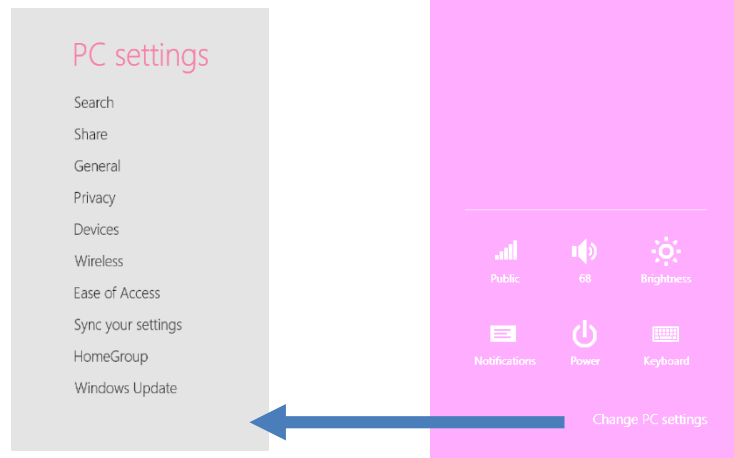 PC settings
Search
Share
General
Privacy
Devices
Wireless
Ease of Access
Sync your settings
HomeGroup
Windows Update
Public 68 Brightness
Notifications Power Keyboard
Change PC settings